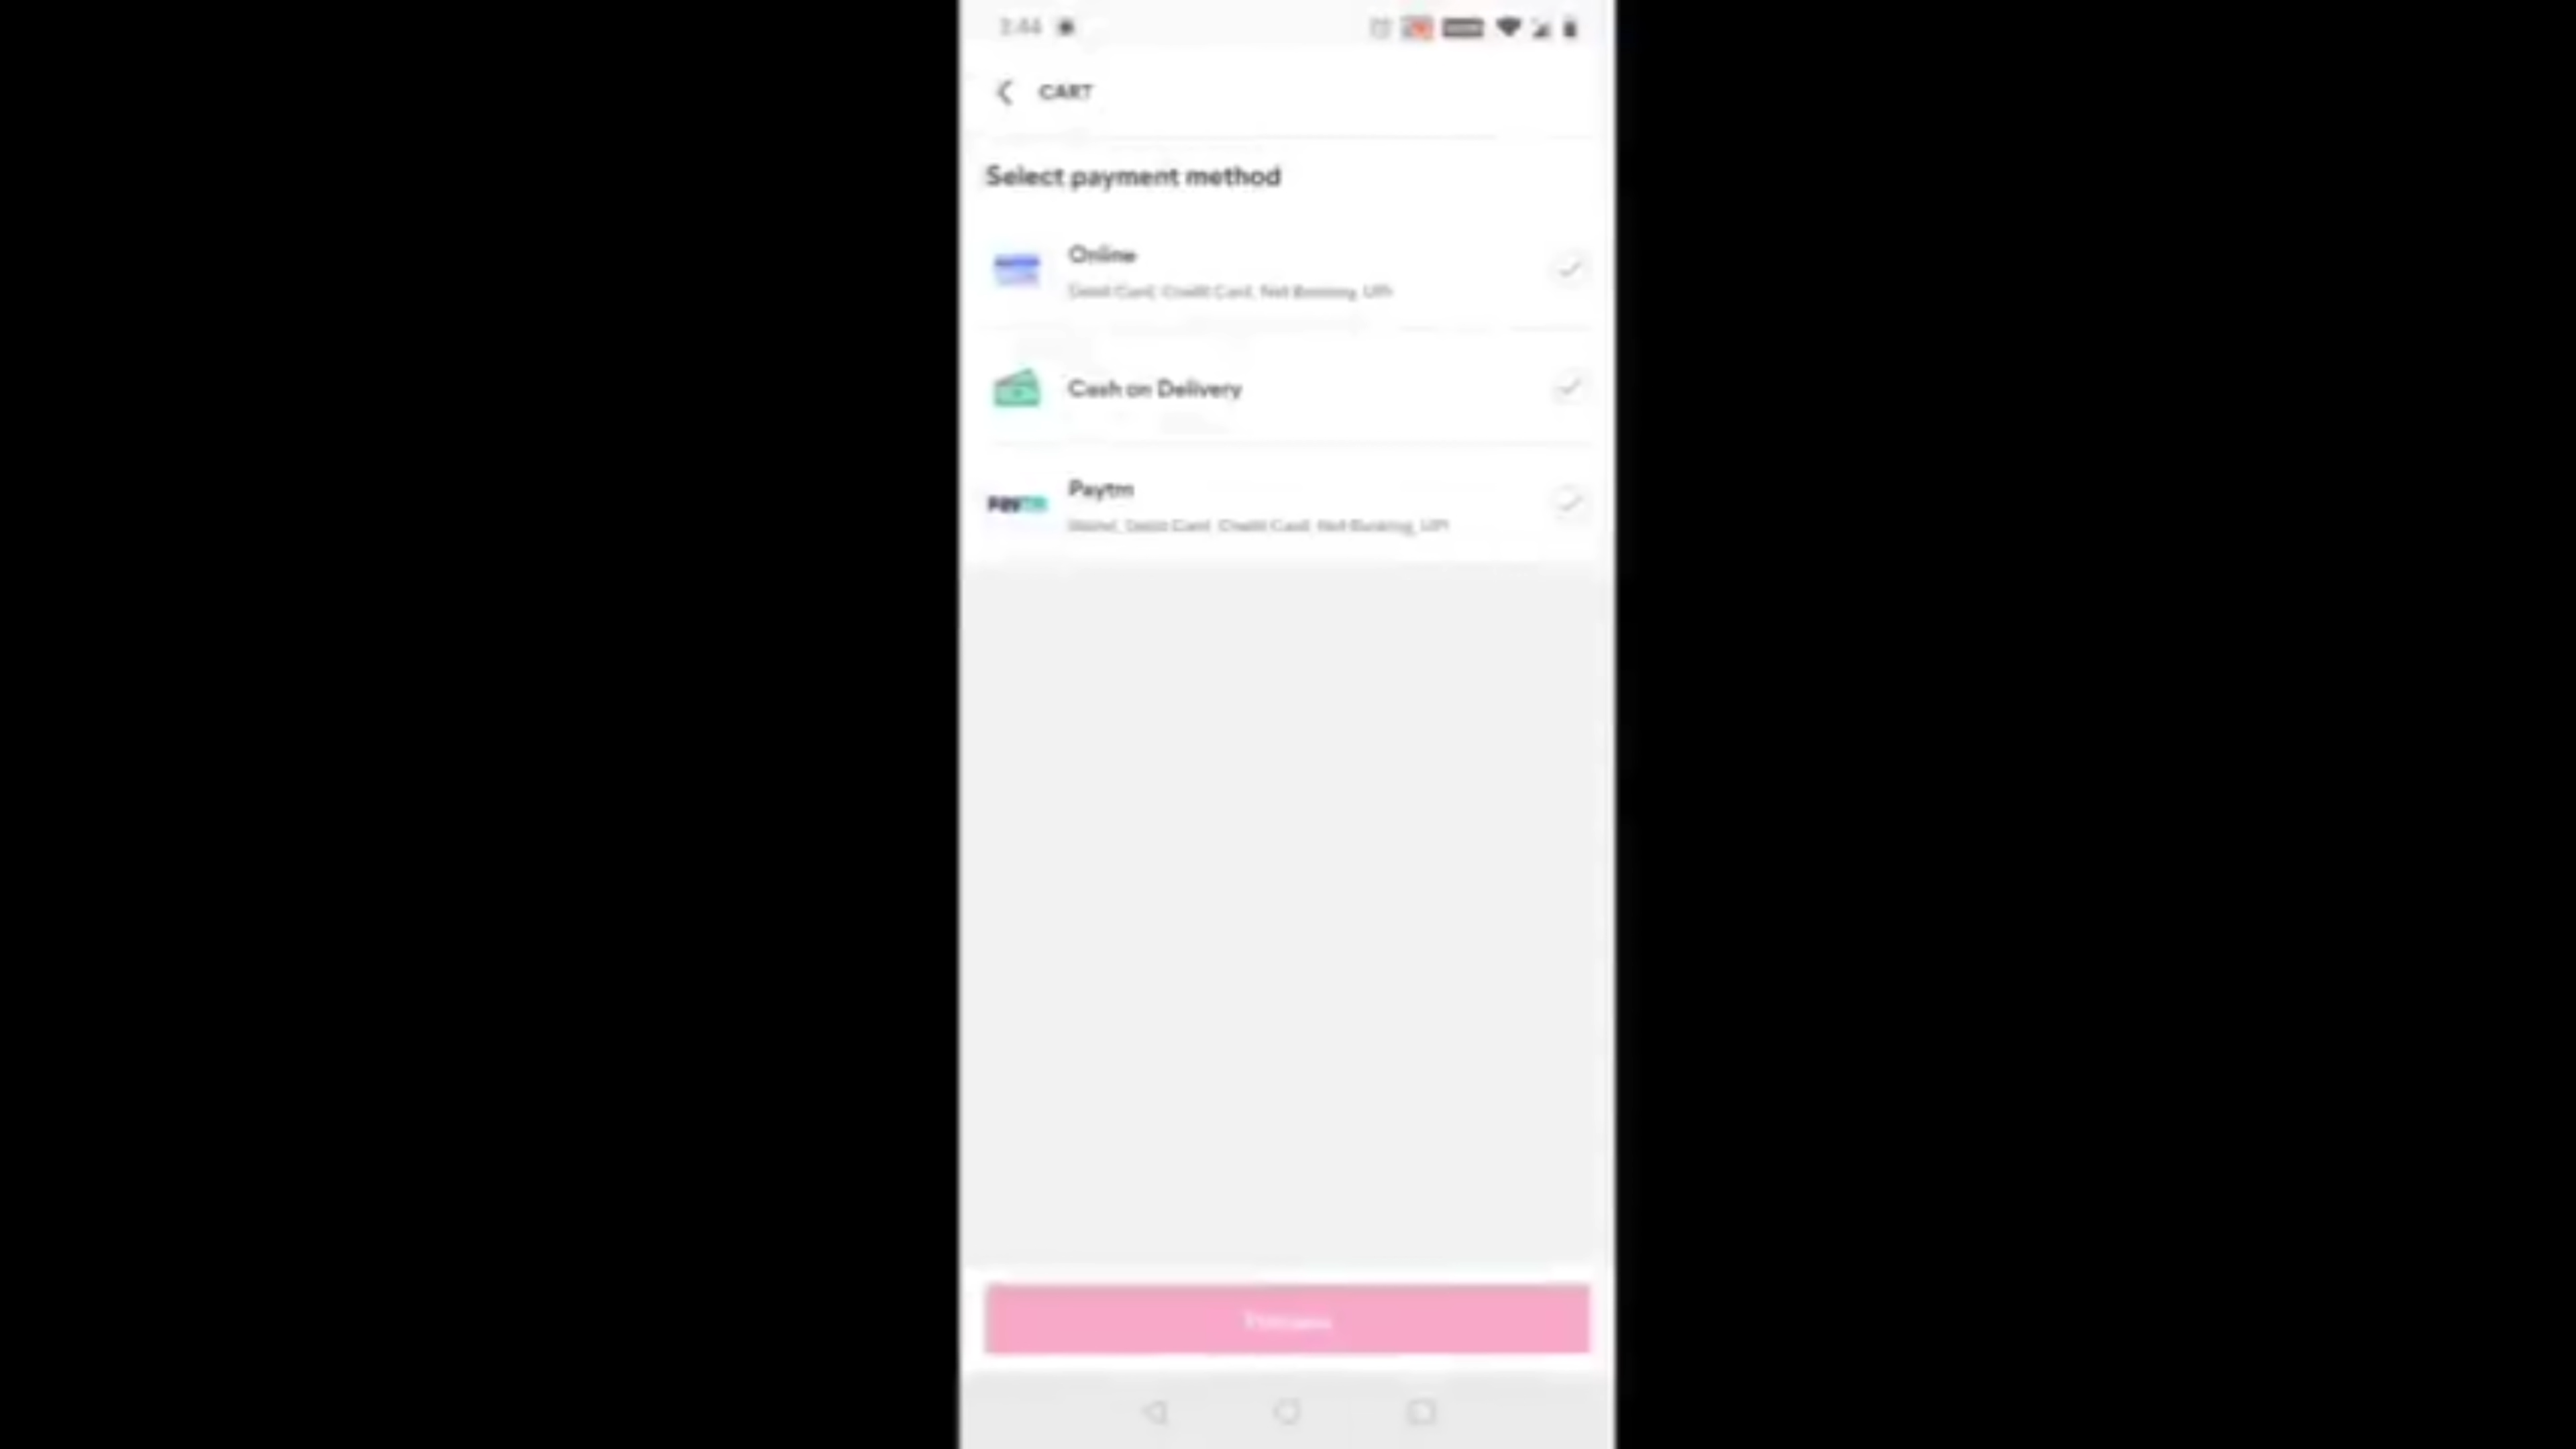 CART
Select payment method
Online
Debit Card, Credit Card, Net Banking, UPI
Cash on Delivery
Paytm
Debit Card, Credit Card, Net Banking, UPI